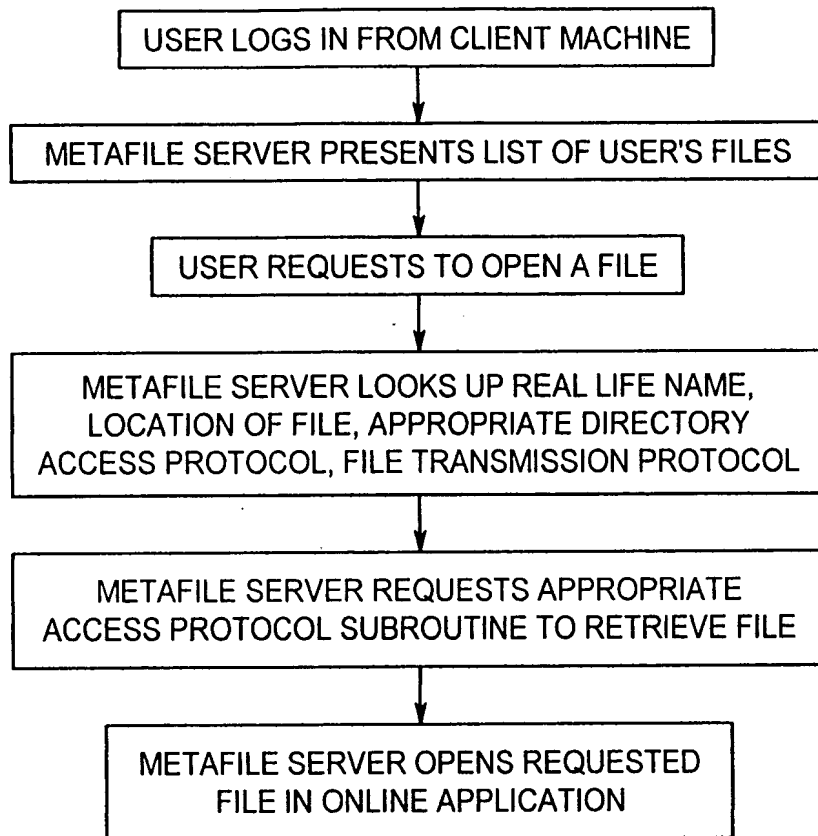 USER LOGS IN FROM CLIENT MACHINE
METAFILE SERVER PRESENTS LIST OF USER'S FILES
USER REQUESTS TO OPEN A FILE
METAFILE SERVER LOOKS UP REAL LIFE NAME,
LOCATION OF FILE, APPROPRIATE DIRECTORY
ACCESS PROTOCOL, FILE TRANSMISSION PROTOCOL
METAFILE SERVER REQUESTS APPROPRIATE
ACCESS PROTOCOL SUBROUTINE TO RETRIEVE FILE
METAFILE SERVER OPENS REQUESTED
FILE IN ONLINE APPLICATION